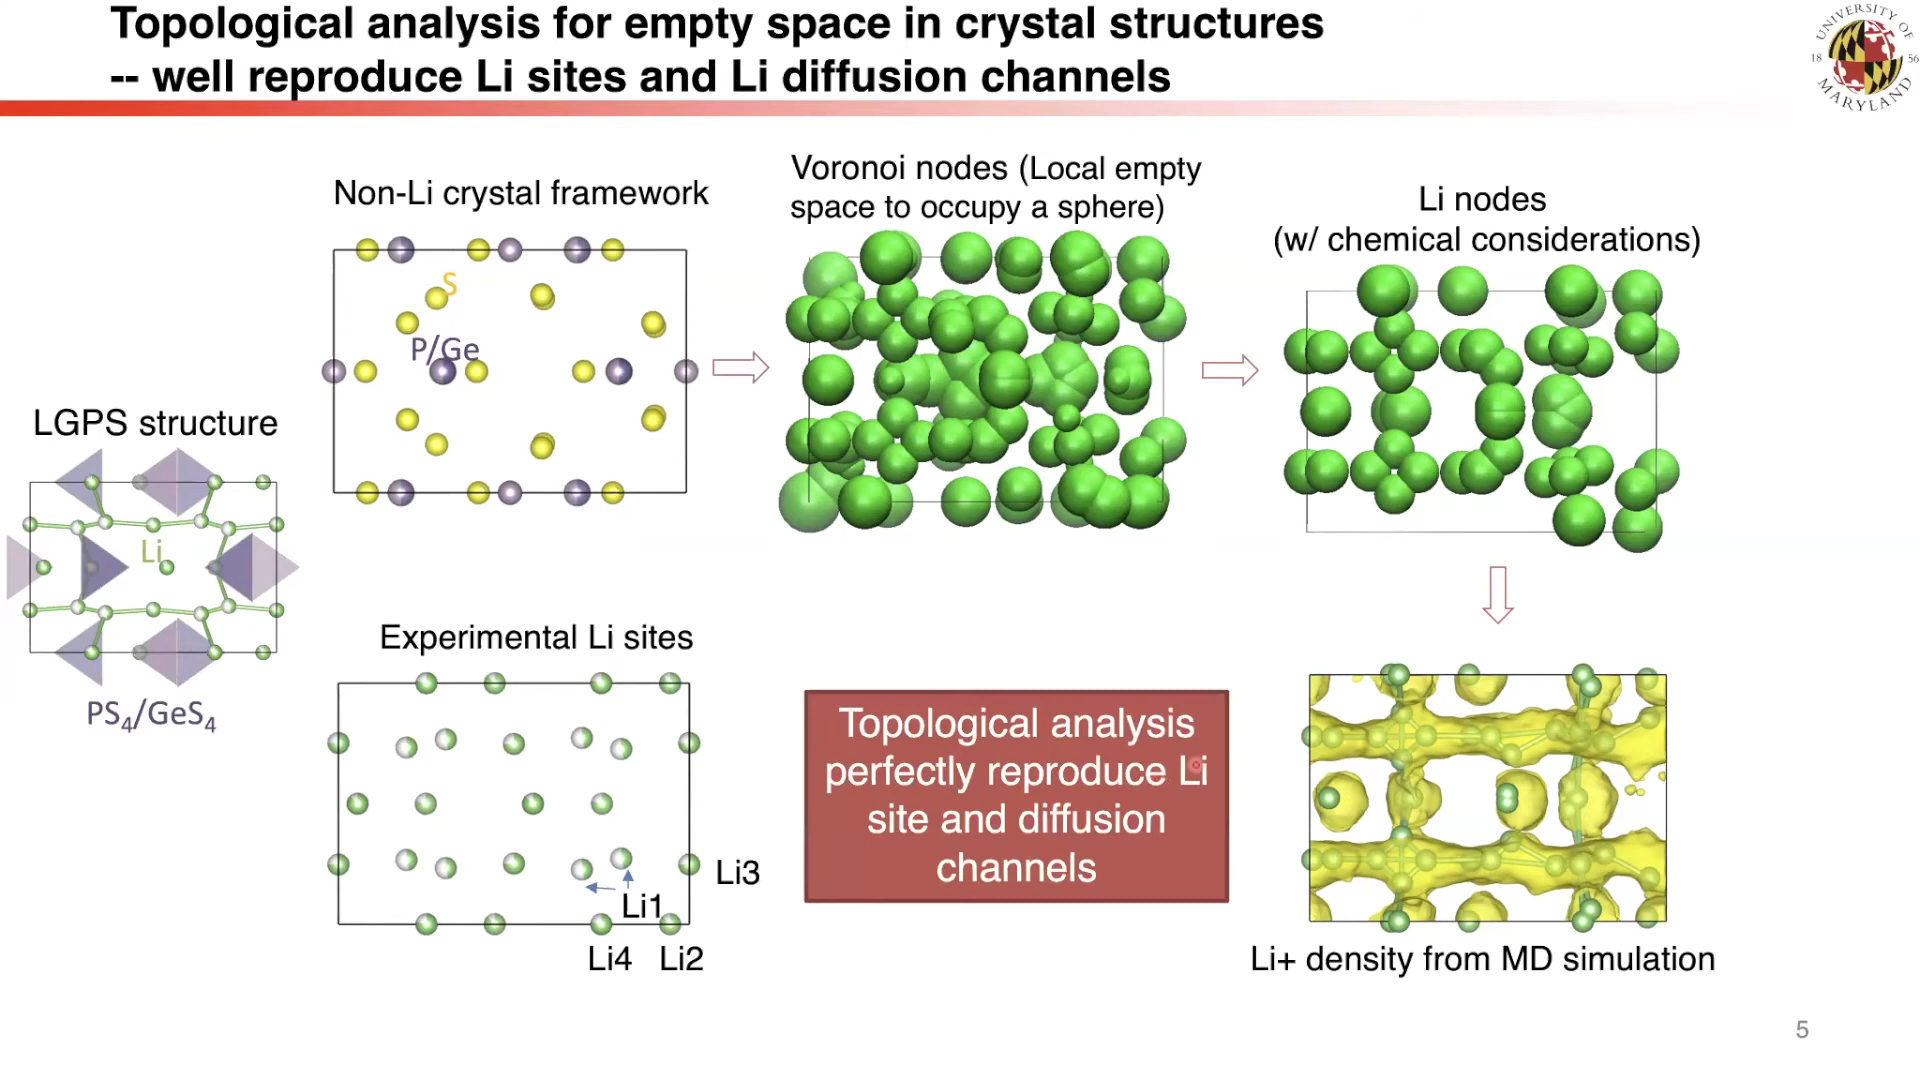 Topological analysis for empty space in crystal structures
-- well reproduce Li sites and Li diffusion channels
UNIVERSITY OF
18 56
MARYLAND
Non-Li crystal framework
S
P/Ge
Voronoi nodes (Local empty
space to occupy a sphere)
Li nodes
(w/ chemical considerations)
LGPS structure
Li
PS₄/GeS₄
Experimental Li sites
Li3
Li1
Li4 Li2
Topological analysis
perfectly reproduce Li
site and diffusion
channels
Li+ density from MD simulation
5